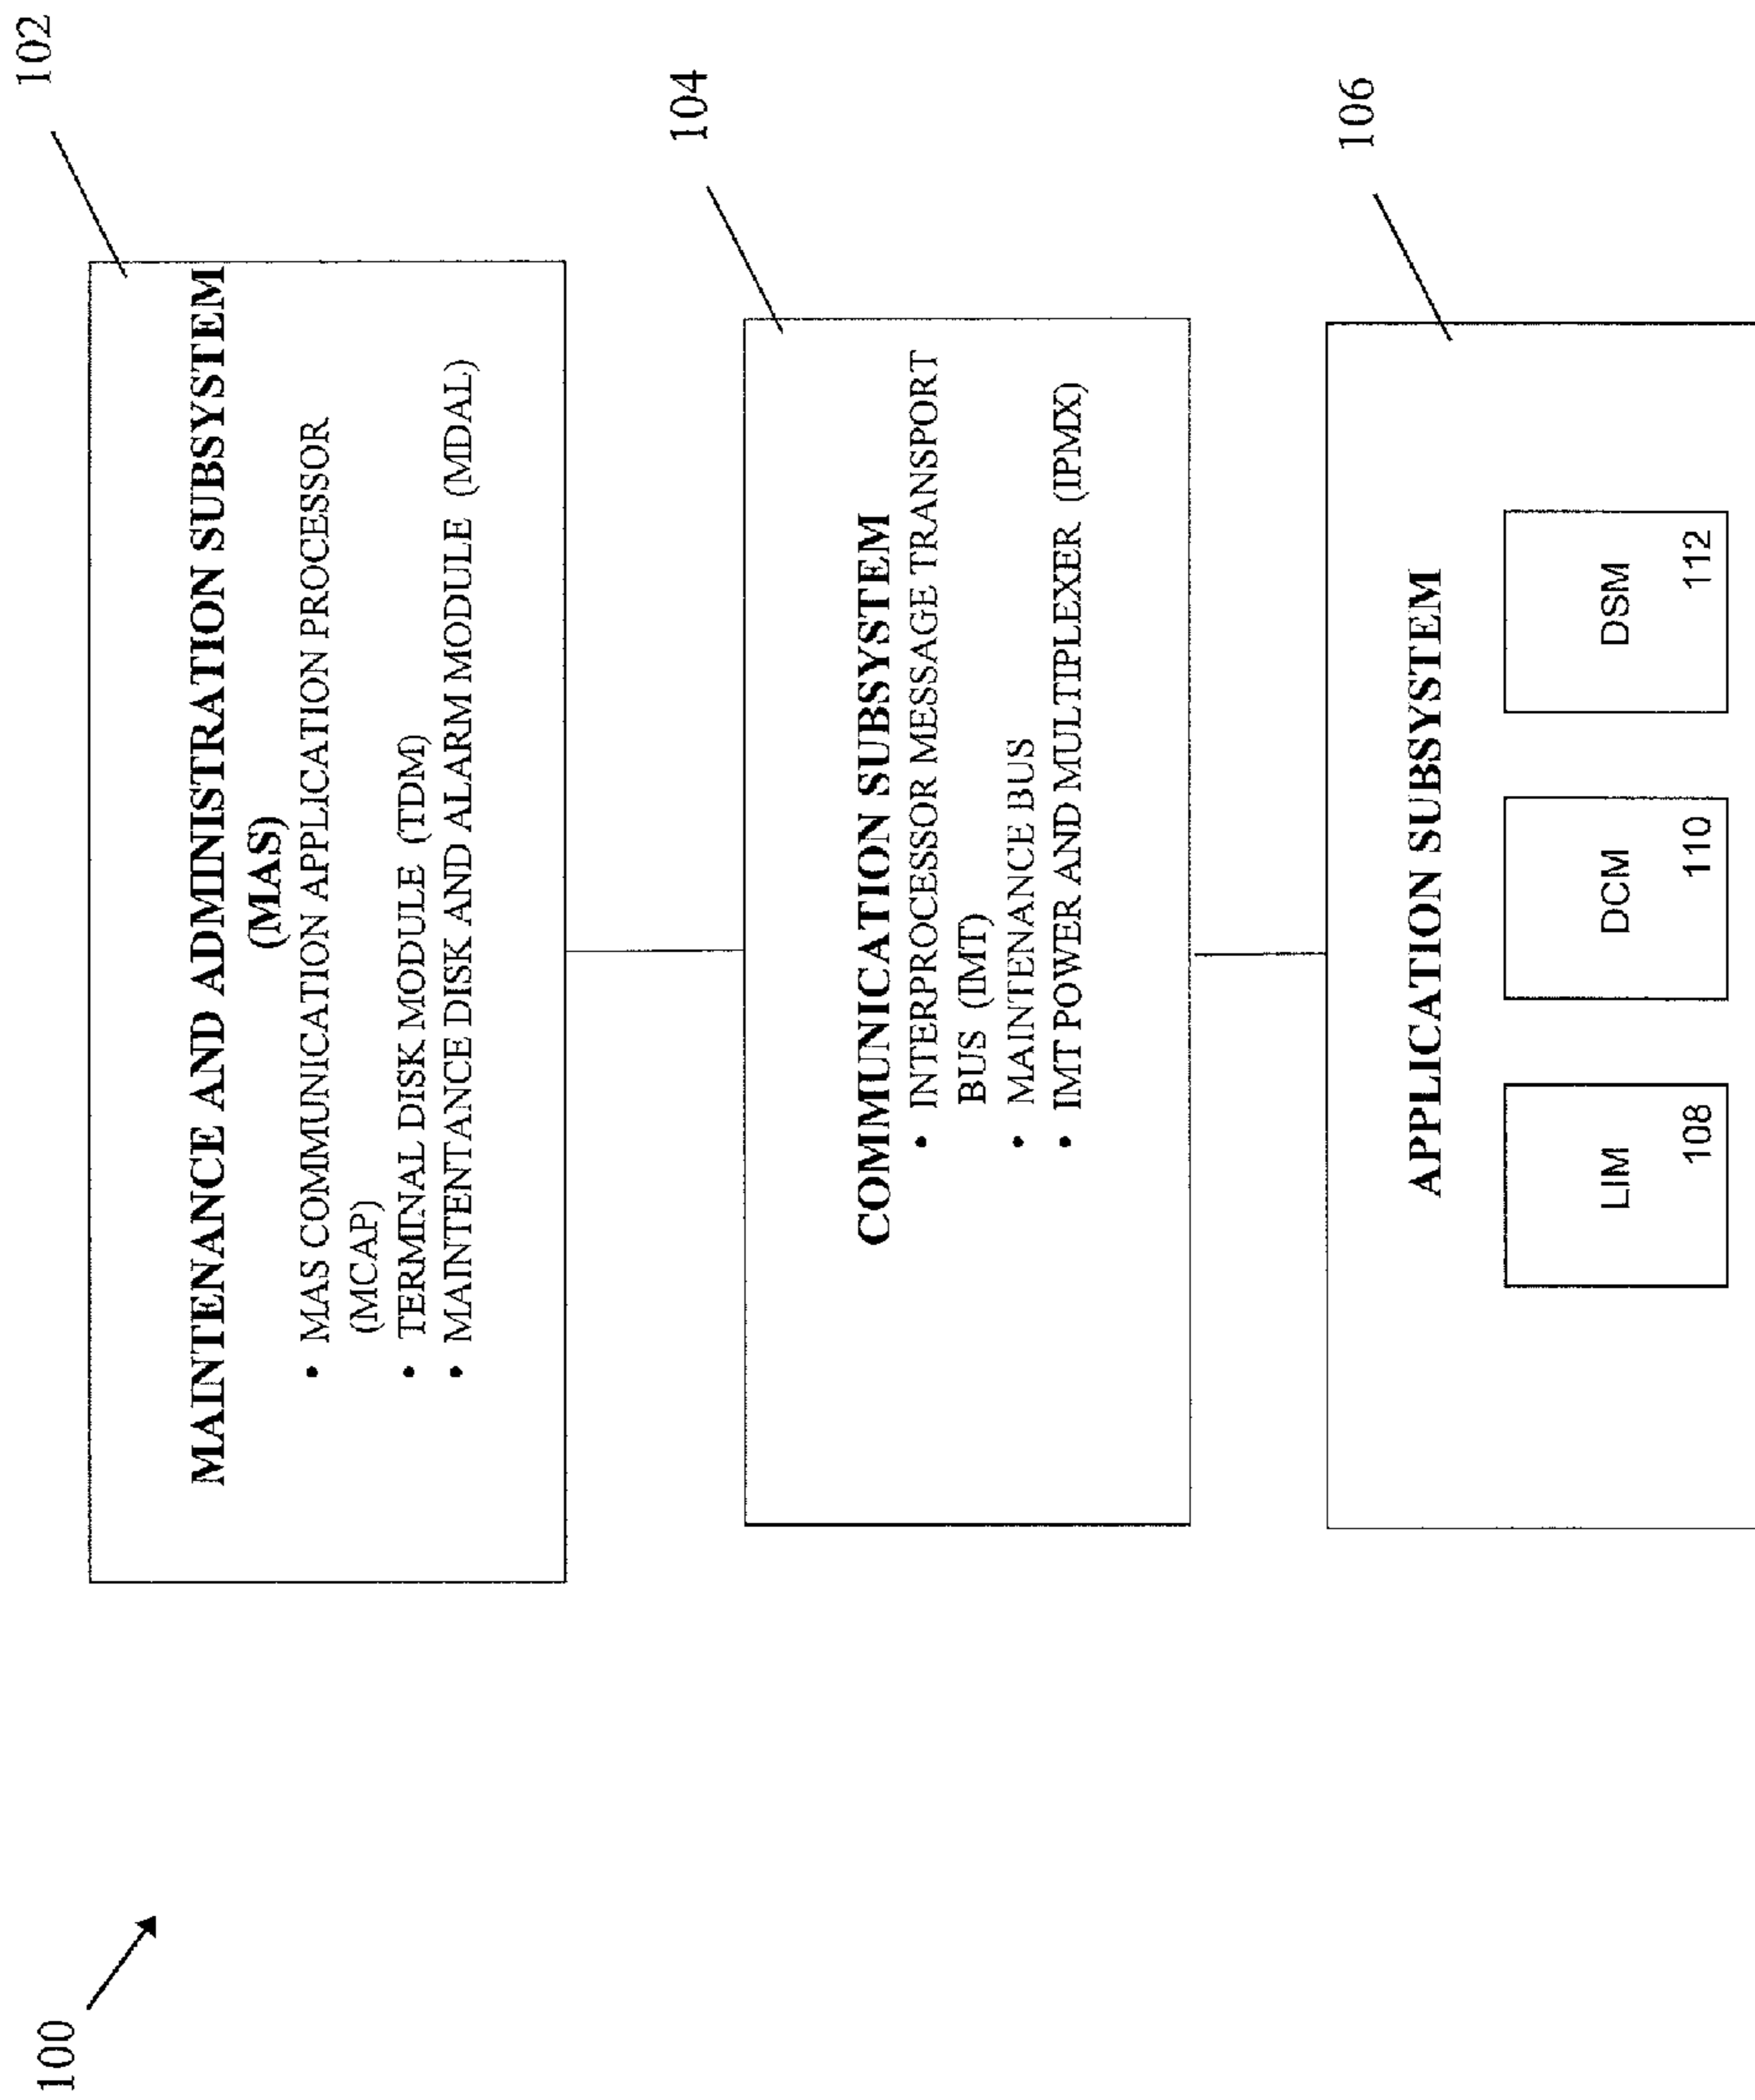 100
102
MAINTENANCE AND ADMINISTRATION SUBSYSTEM
(MAS)
• MAS COMMUNICATION APPLICATION PROCESSOR
(MCAP)
• TERMINAL DISK MODULE (TDM)
• MAINTENTANCE DISK AND ALARM MODULE (MDAL)
104
COMMUNICATION SUBSYSTEM
• INTERPROCESSOR MESSAGE TRANSPORT
BUS (IMT)
• MAINTENANCE BUS
• IMT POWER AND MULTIPLEXER (IPMX)
106
APPLICATION SUBSYSTEM
LIM
108
DCM
110
DSM
112